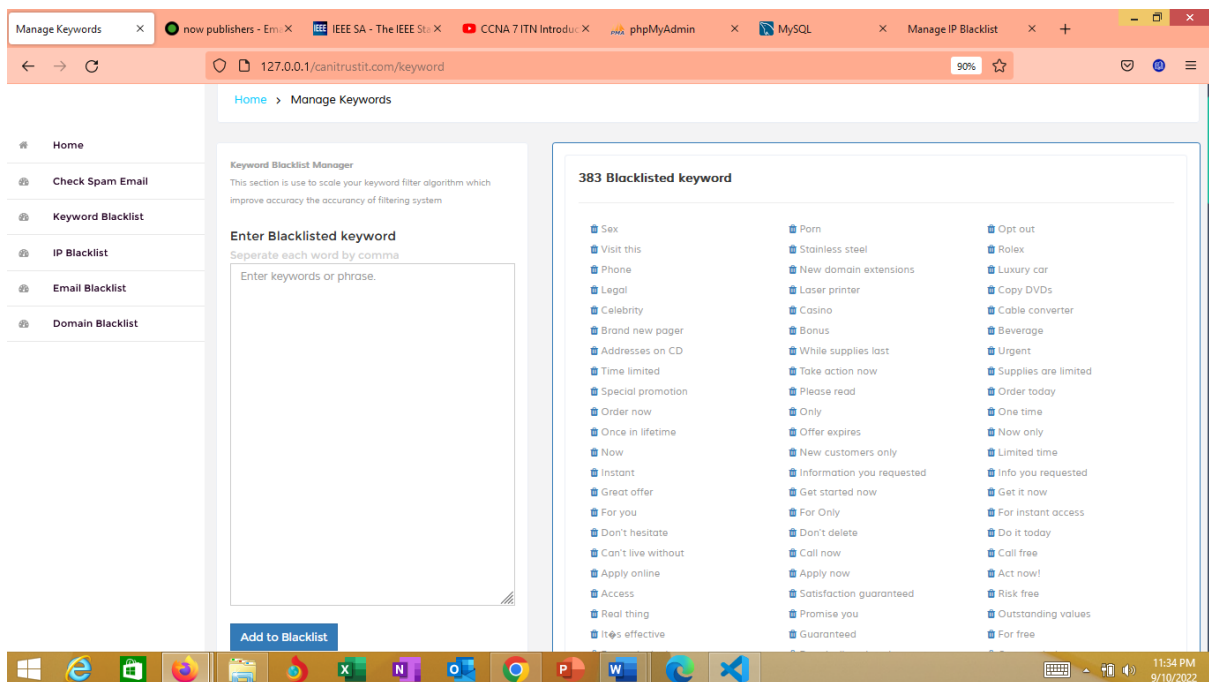 Manage Keywords
now publishers - Em
IEEE SA - The IEEE Sta
CCNA 7 ITN Introduc
phpMyAdmin
MySQL
Manage IP Blacklist
127.0.0.1/canitrustit.com/keyword
90%
Home > Manage Keywords
Home
Check Spam Email
Keyword Blacklist
IP Blacklist
Email Blacklist
Domain Blacklist
Keyword Blacklist Manager
This section is use to scale your keyword filter algorithm which
improve accuracy the accurancy of filtering system
Enter Blacklisted keyword
Seperate each word by comma
Enter keywords or phrase.
Add to Blacklist
383 Blacklisted keyword
Sex Porn Opt out
Visit this Stainless steel Rolex
Phone New domain extensions Luxury car
Legal Laser printer Copy DVDs
Celebrity Casino Cable converter
Brand new pager Bonus Beverage
Addresses on CD While supplies last Urgent
Time limited Take action now Supplies are limited
Special promotion Please read Order today
Order now Only One time
Once in lifetime Offer expires Now only
Now New customers only Limited time
Instant Information you requested Info you requested
Great offer Get started now Get it now
For you For Only For instant access
Don't hesitate Don't delete Do it today
Can't live without Call now Call free
Apply online Apply now Act now!
Access Satisfaction guaranteed Risk free
Real thing Promise you Outstanding values
It�s effective Guaranteed For free
11:34 PM
9/10/2022